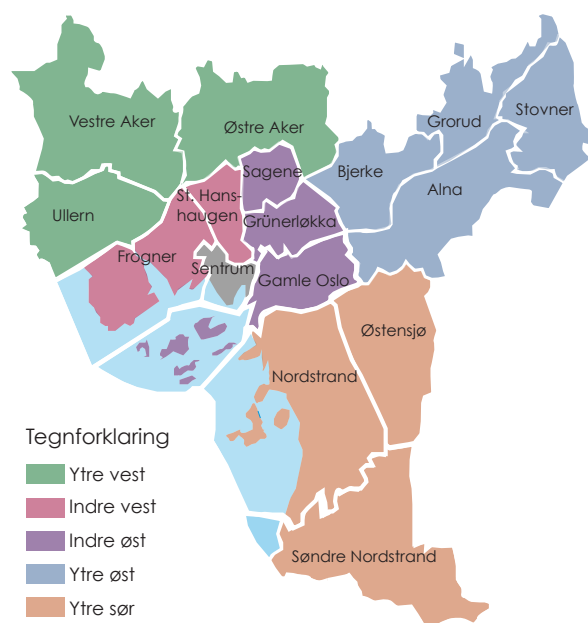 Vestre Aker
Østre Aker
Grorud
Stovner
Sagene
Bjerke
Alna
Ullern
St. Hans-
haugen
Grünerløkka
Frogner
Sentrum
Gamle Oslo
Østensjø
Nordstrand
Søndre Nordstrand
Tegnforklaring
Ytre vest
Indre vest
Indre øst
Ytre øst
Ytre sør